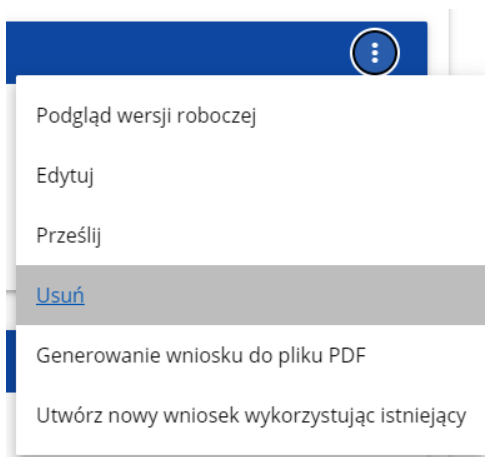 Podgląd wersji roboczej
Edytuj
Prześlij
Usuń
Generowanie wniosku do pliku PDF
Utwórz nowy wniosek wykorzystując istniejący